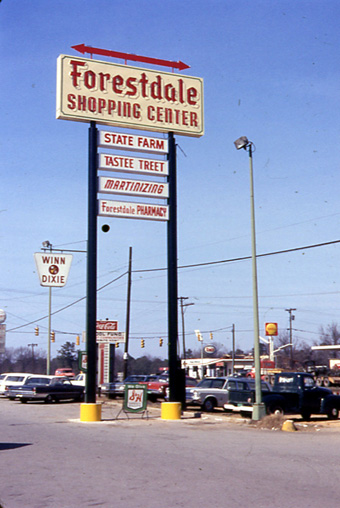 Forestdale
SHOPPING CENTER
STATE FARM
TASTEE TREET
MARTINIZING
Forestdale PHARMACY
WINN
DIXIE
Coca-Cola
S&H